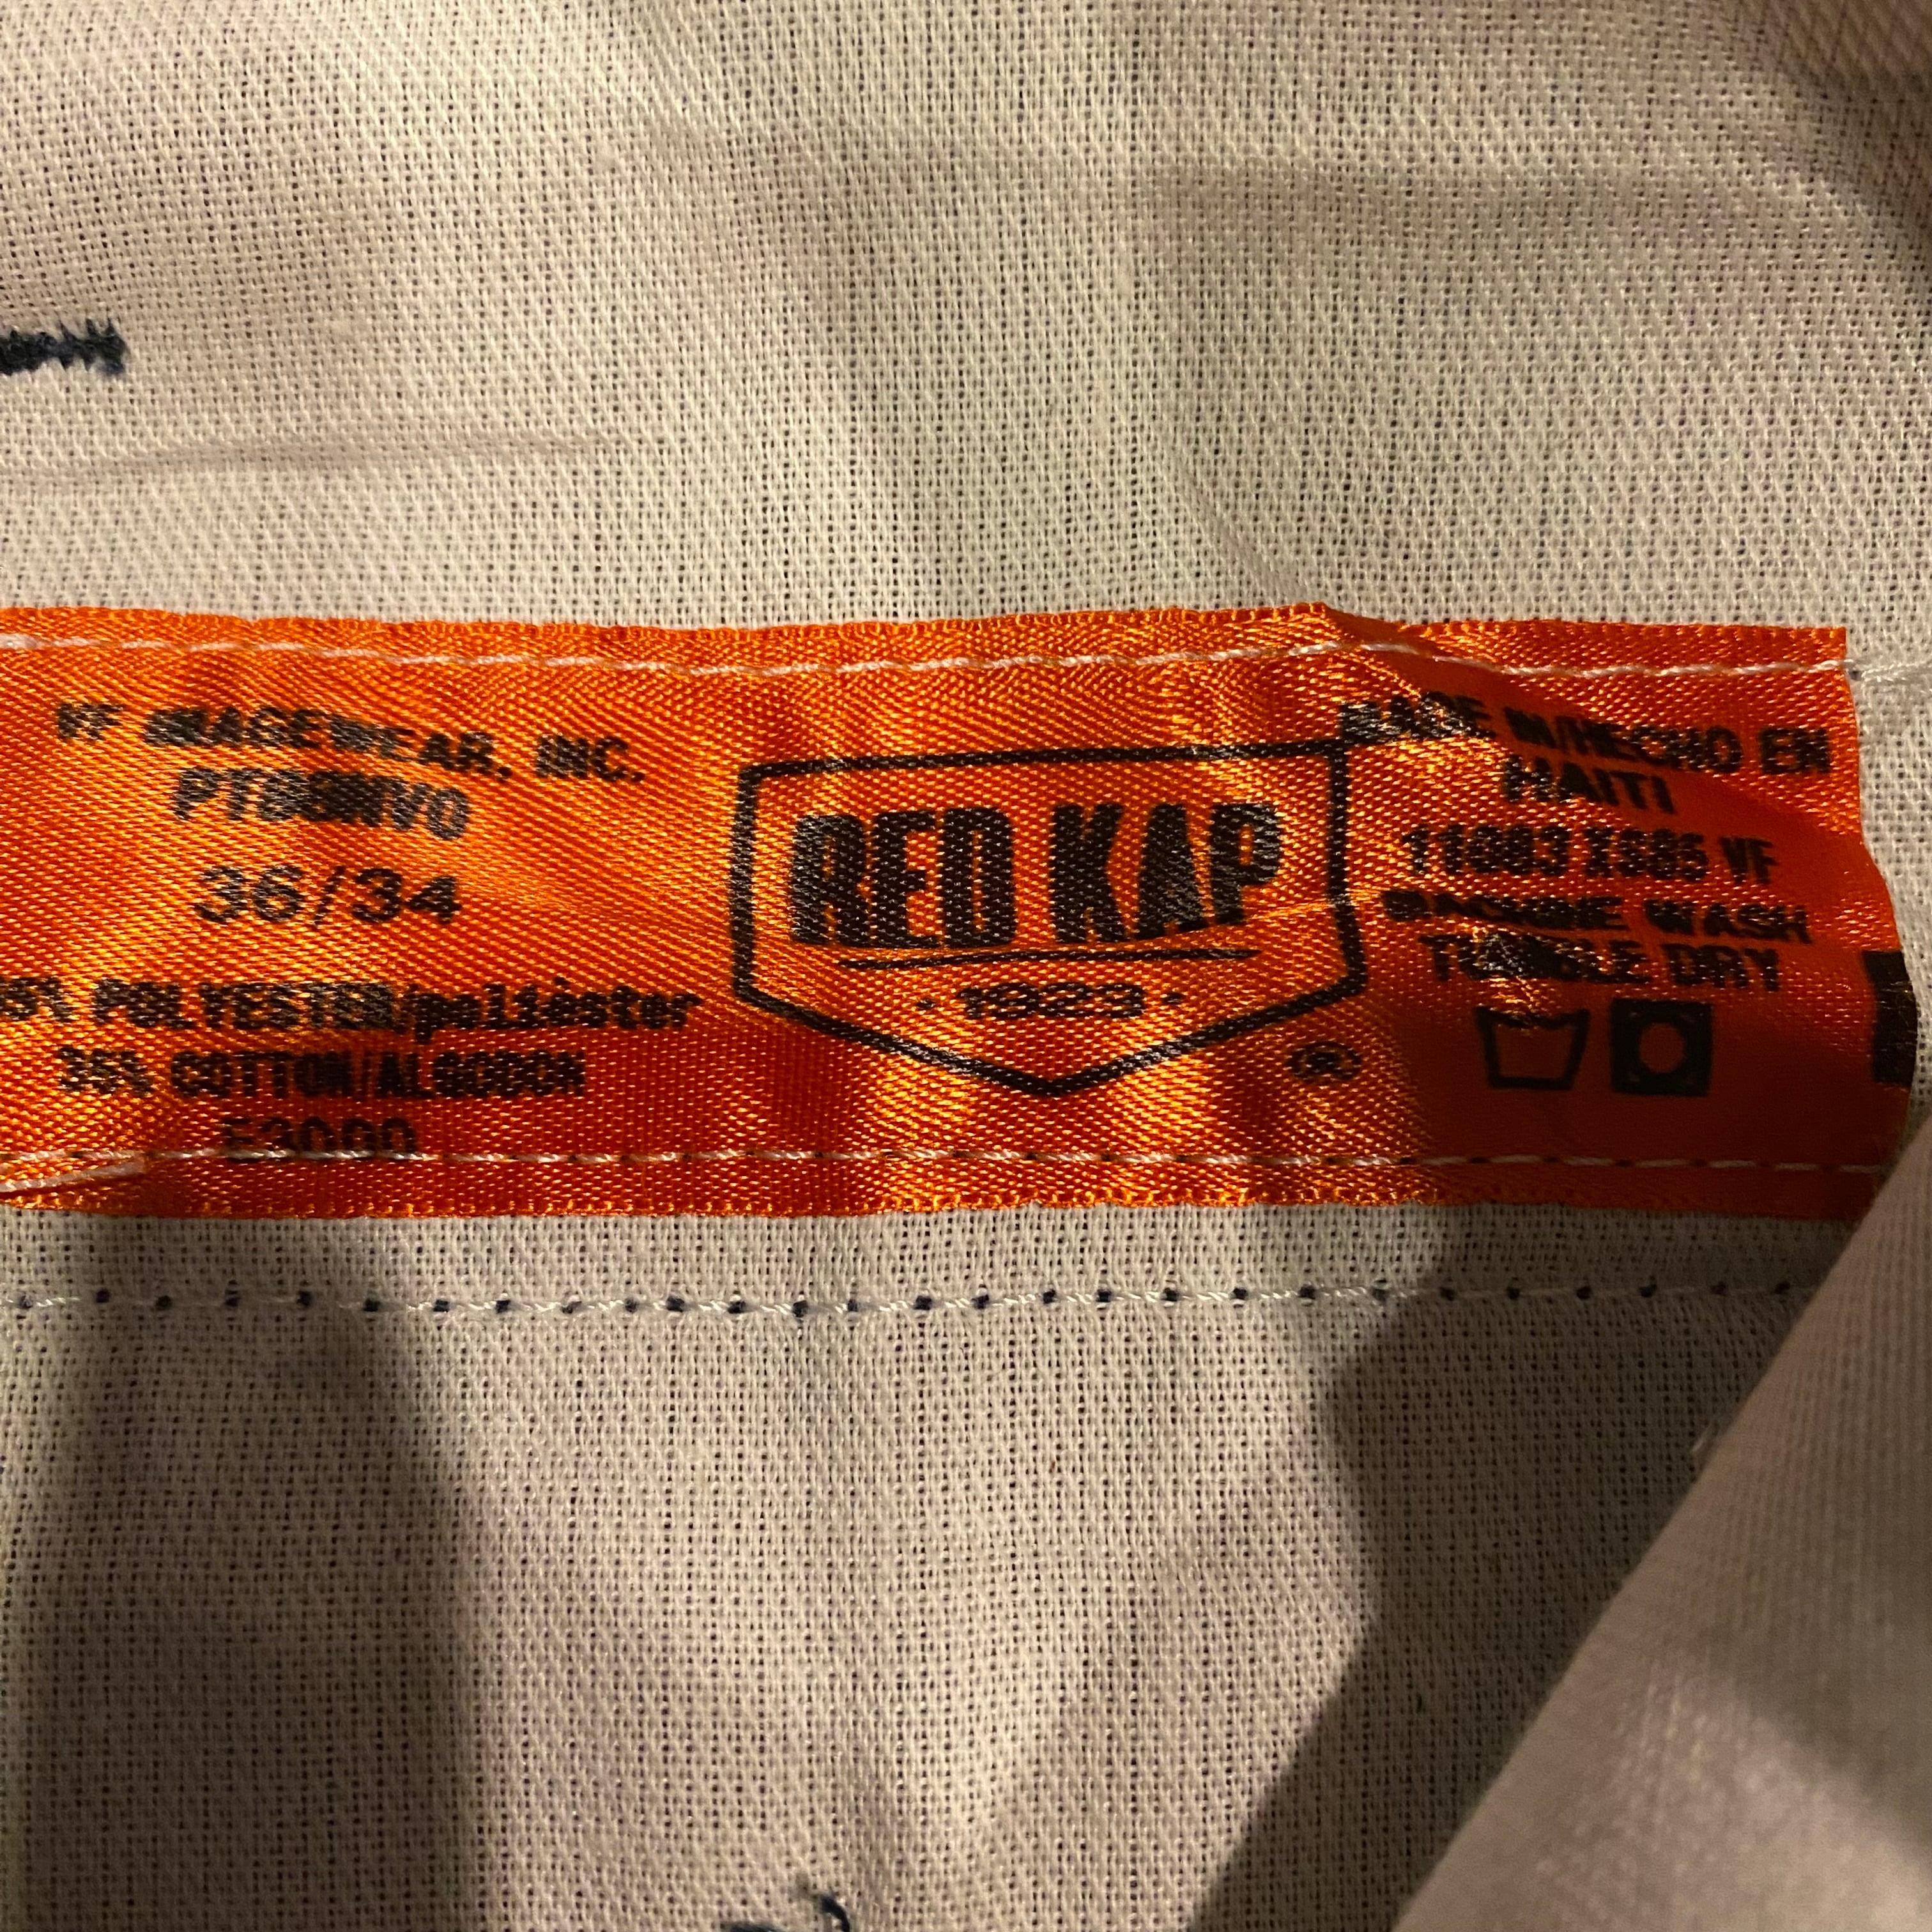 VF IMAGEWEAR, INC.
36/34
POLYESTER/poliéster
35% COTTON/ALGODON
RED KAP
·1923·
®
MADE IN/HECHO EN
HAITI
VF
MACHINE WASH
TUMBLE DRY